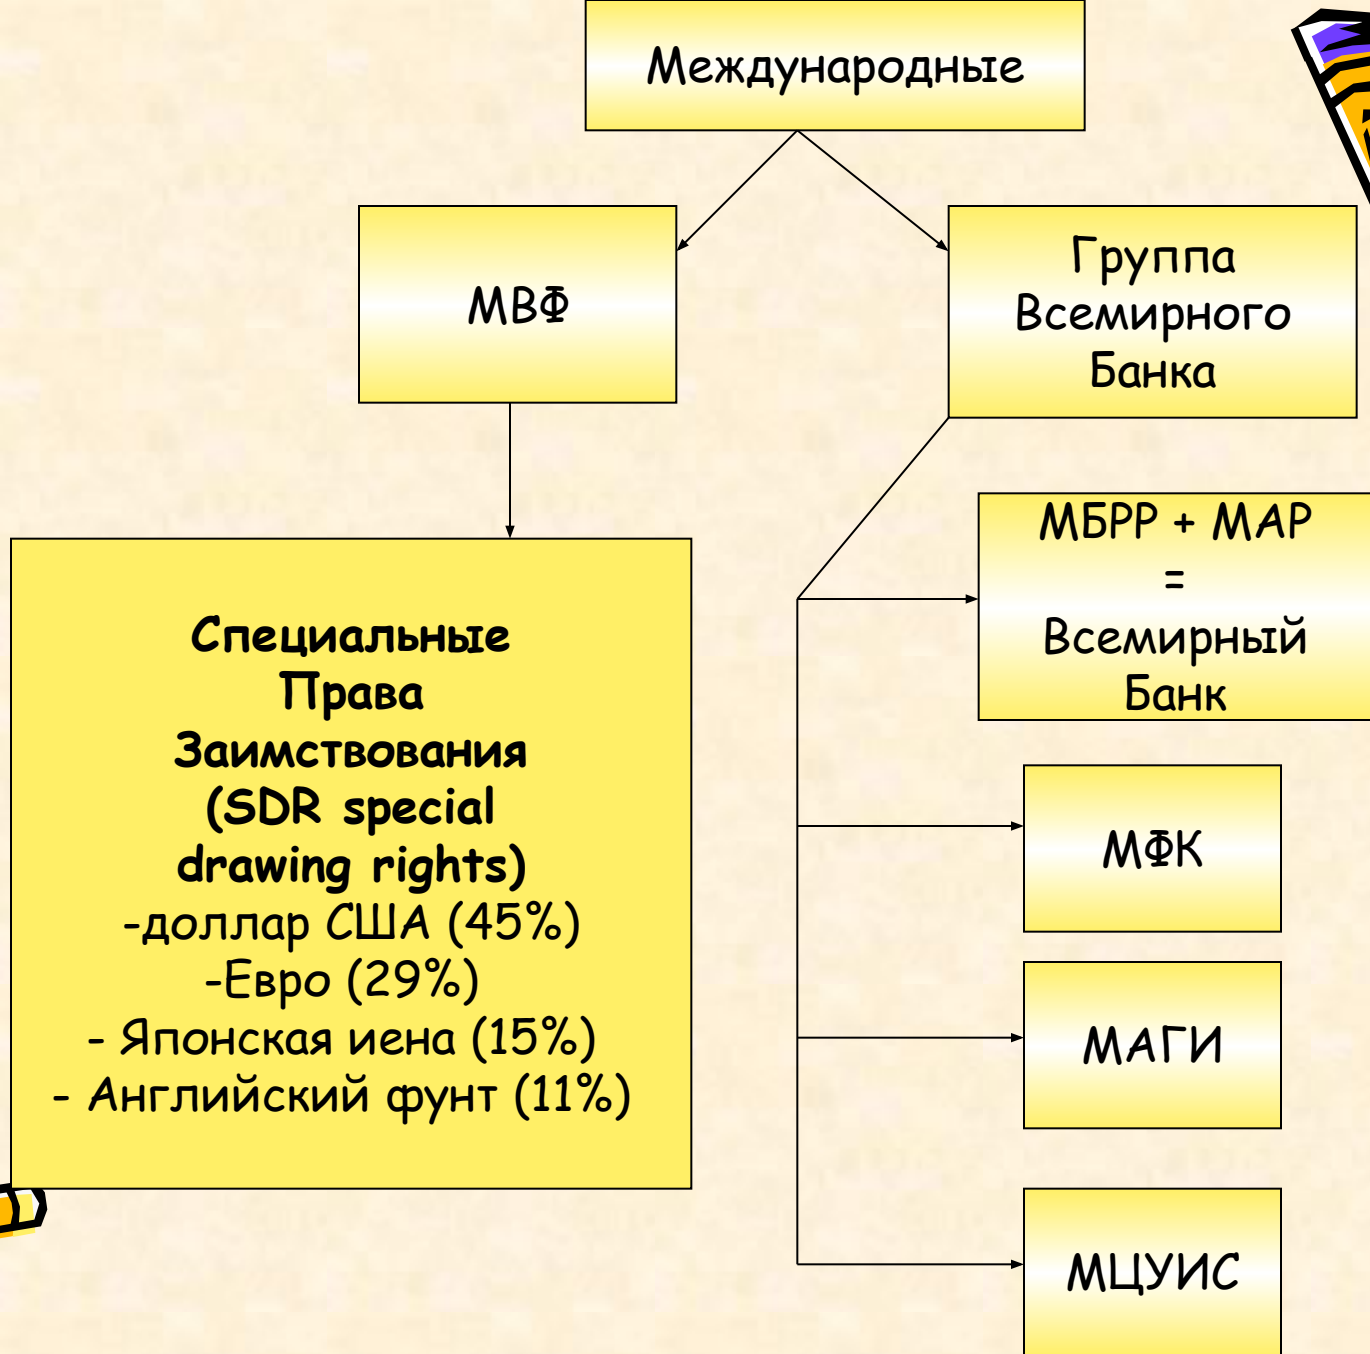 Международные
МВФ
Группа
Всемирного
Банка
Специальные
Права
Заимствования
(SDR special
drawing rights)
-доллар США (45%)
-Евро (29%)
- Японская иена (15%)
- Английский фунт (11%)
МБРР + МАР
=
Всемирный
Банк
МФК
МАГИ
МЦУИС